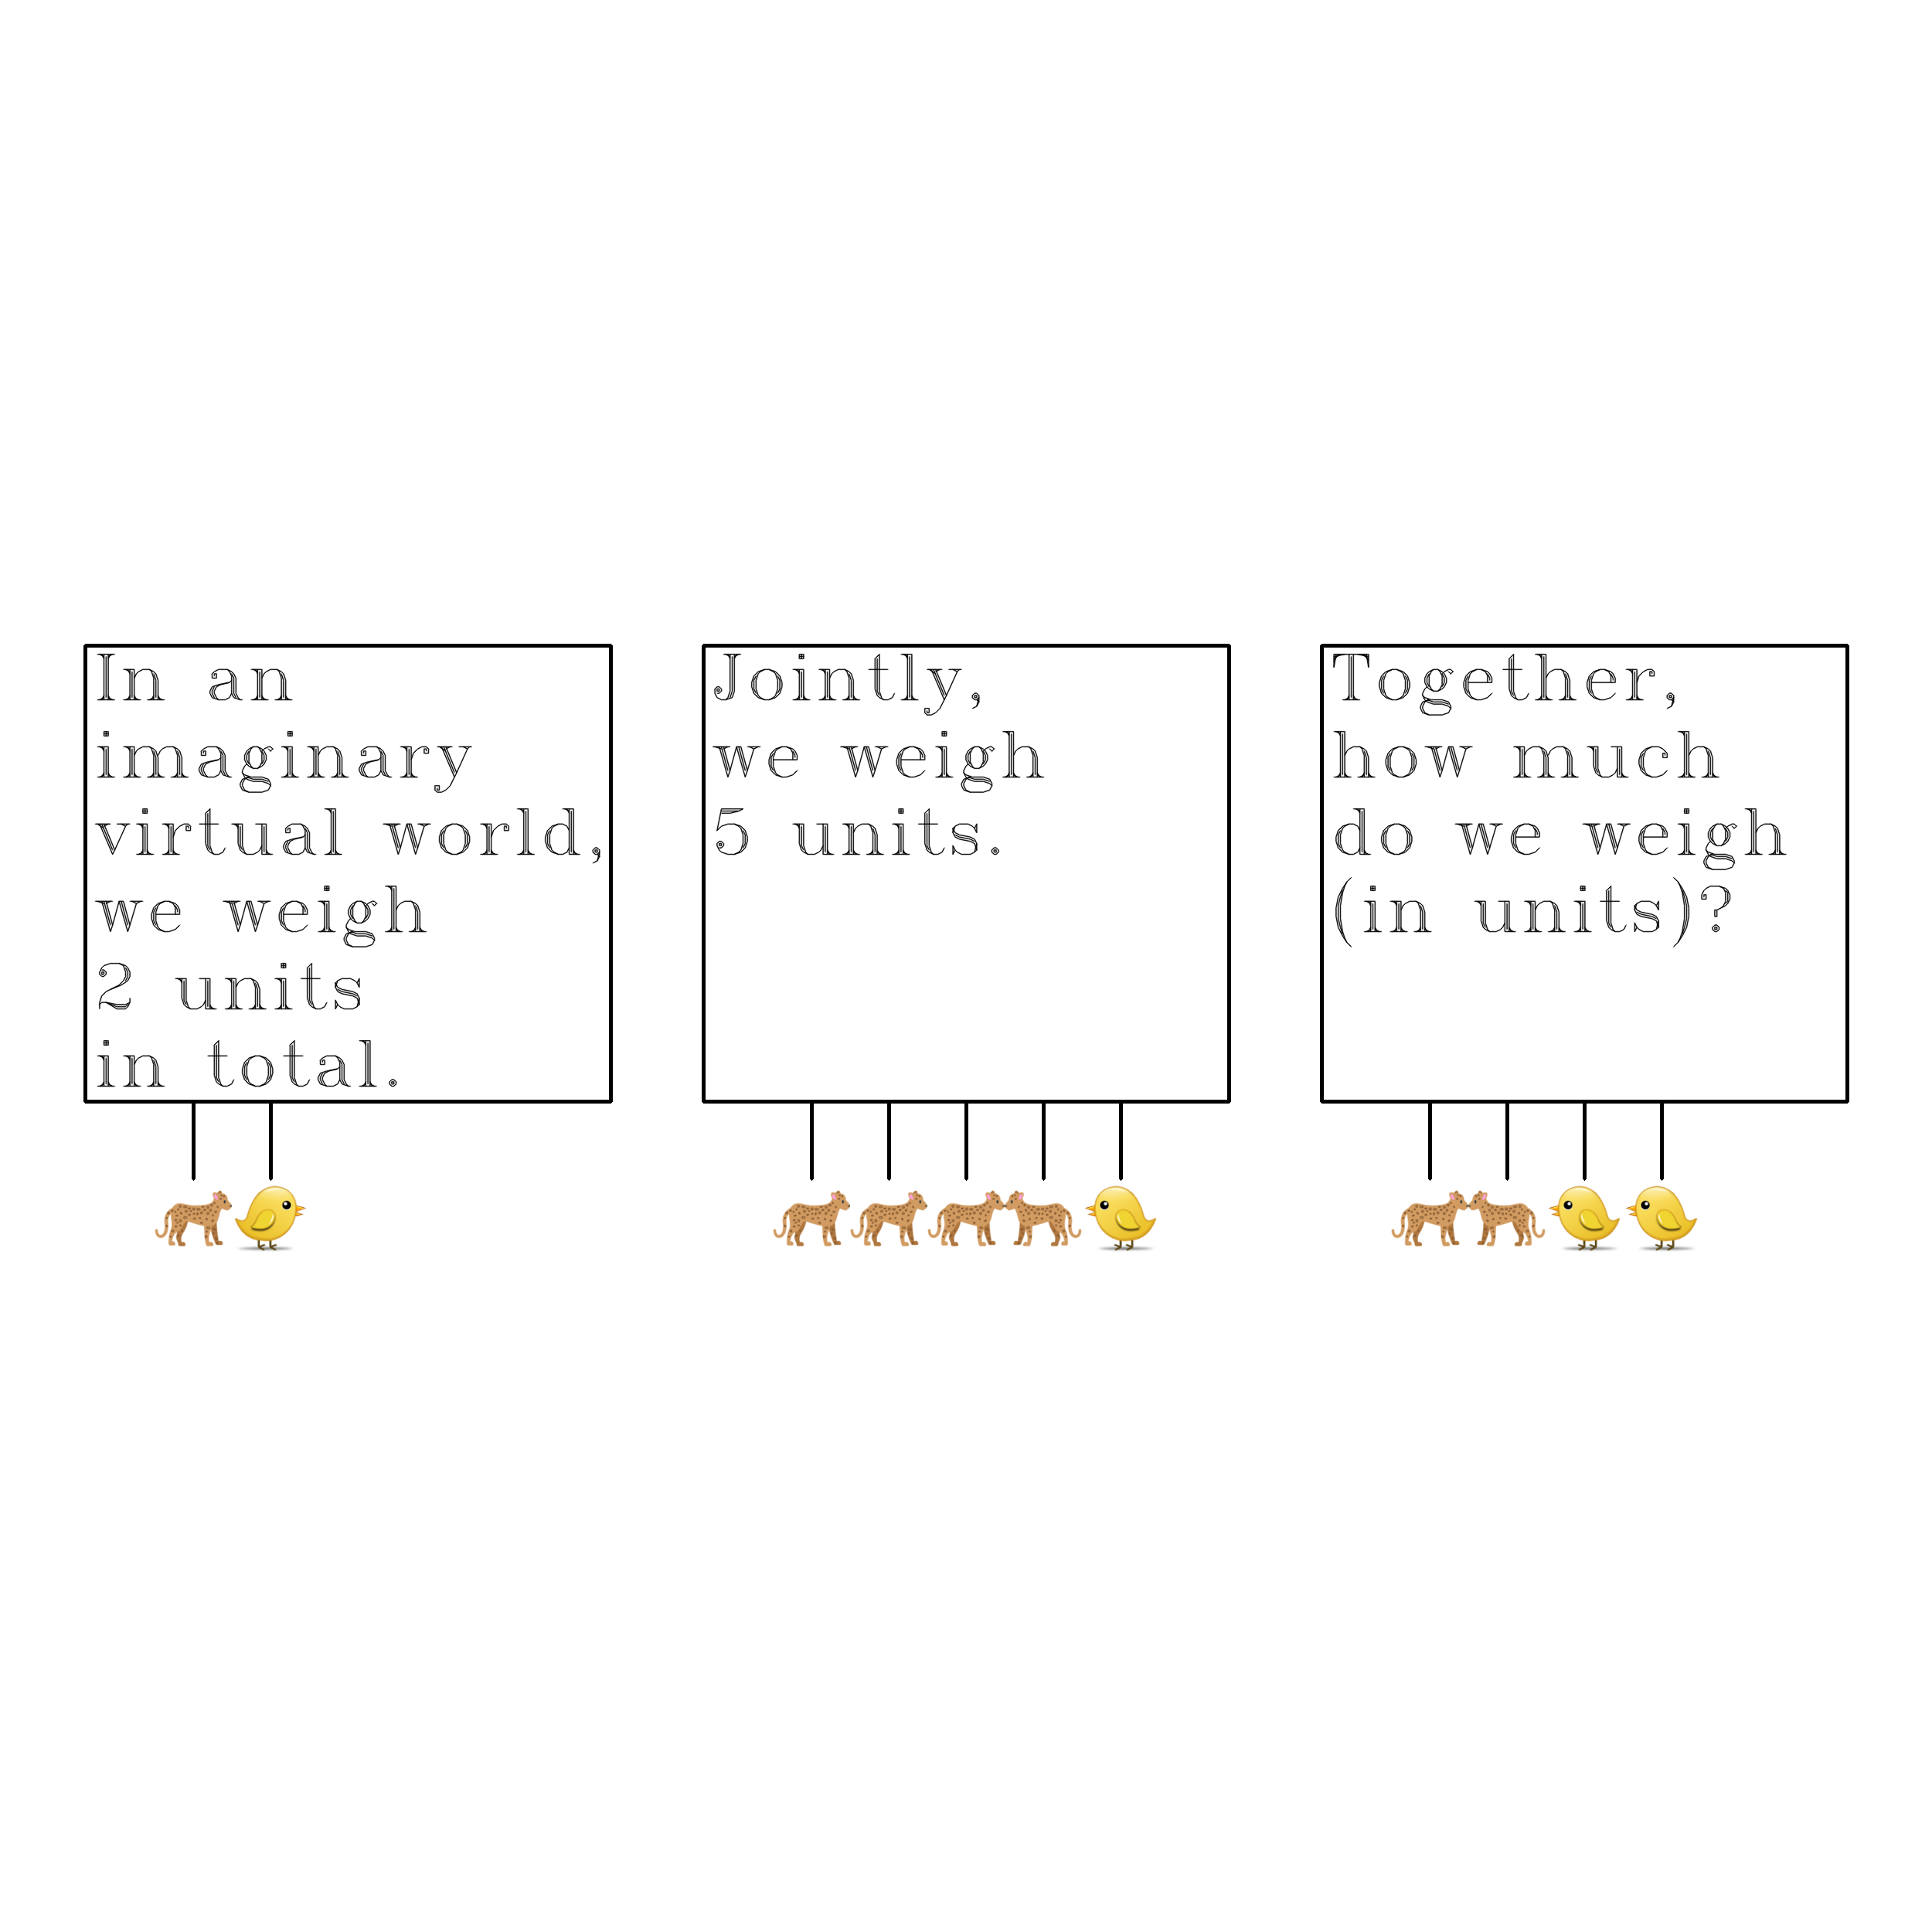 In an
imaginary
virtual world,
we weigh
2 units
in total.
Jointly,
we weigh
5 units.
Together,
how much
do we weigh
(in units)?